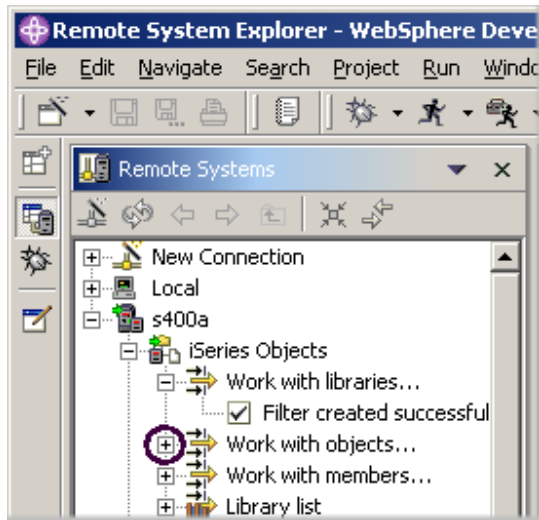 Remote System Explorer - WebSphere Deve
File Edit Navigate Search Project Run Windo
Remote Systems
New Connection
Local
s400a
iSeries Objects
Work with libraries...
Filter created successful
Work with objects...
Work with members...
Library list